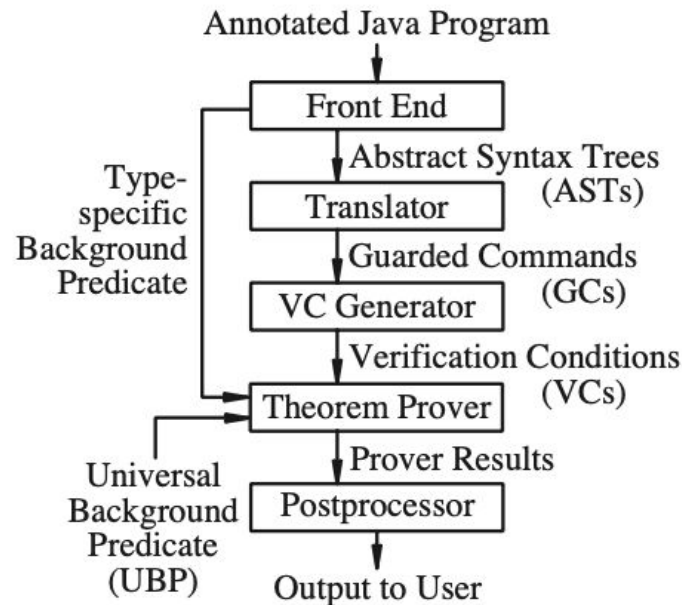 Annotated Java Program
Front End
Abstract Syntax Trees
(ASTs)
Type-
specific
Background
Predicate
Translator
Guarded Commands
(GCs)
VC Generator
Verification Conditions
(VCs)
Theorem Prover
Universal
Background
Predicate
(UBP)
Prover Results
Postprocessor
Output to User